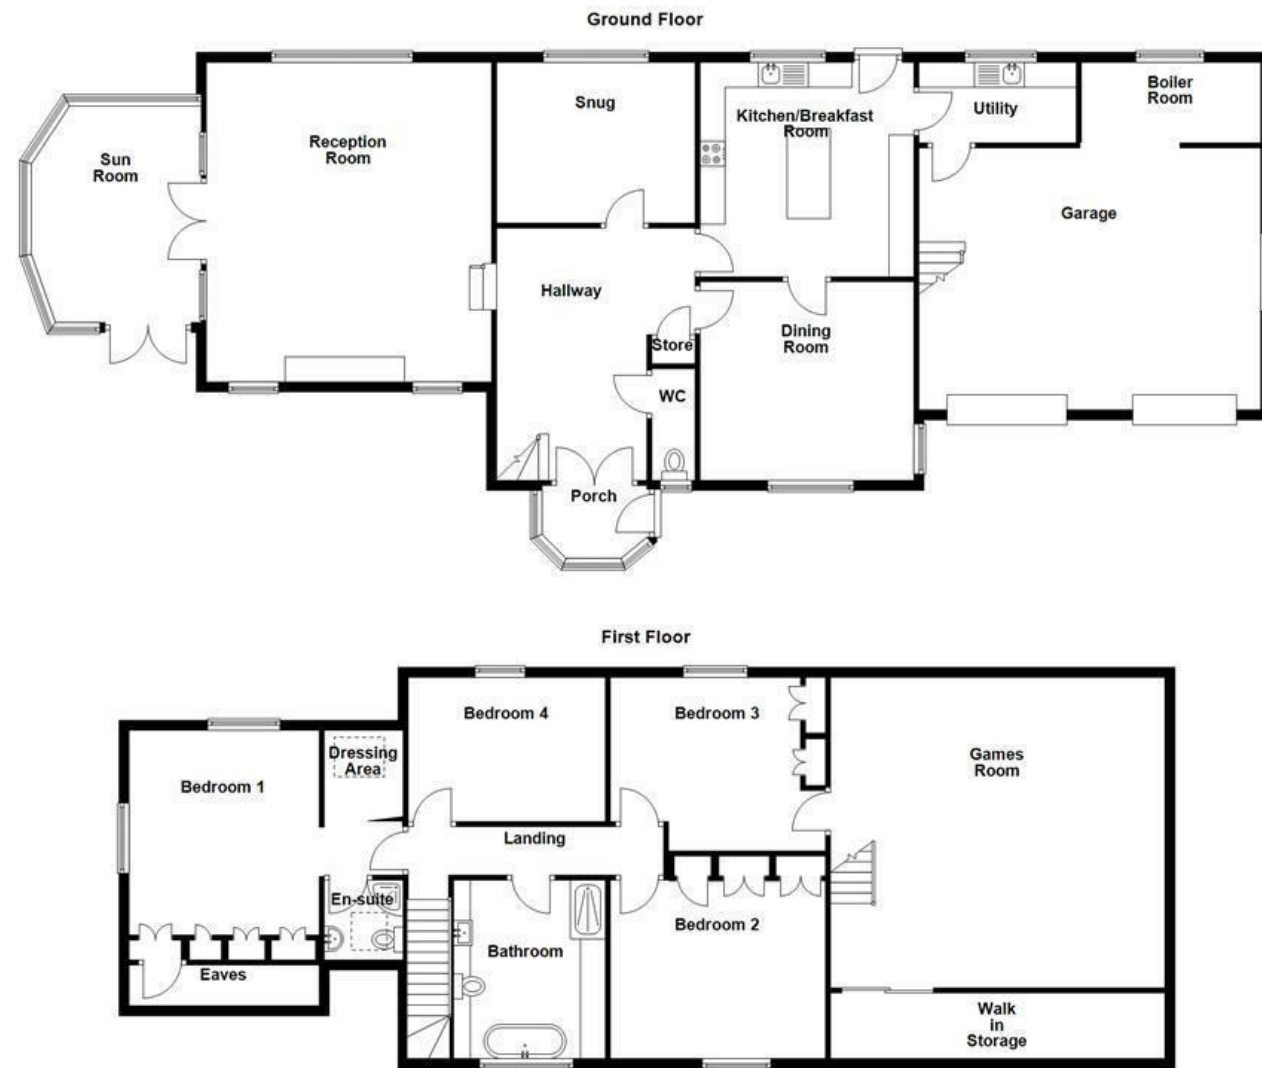 Ground Floor
Snug
Boiler
Room
Utility
Kitchen/Breakfast
Room
Reception
Room
Sun
Room
Garage
Hallway
Dining
Room
Store
WC
Porch
First Floor
Bedroom 4
Bedroom 3
Dressing
Area
Games
Room
Bedroom 1
Landing
En-suite
Bedroom 2
Bathroom
Eaves
Walk
in
Storage